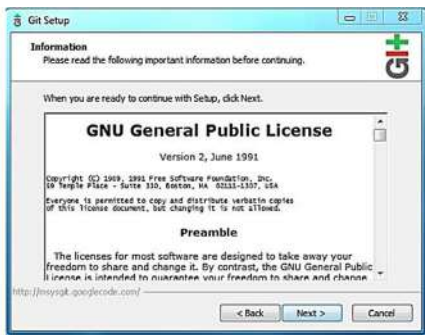 Git Setup
Information
Please read the following important information before continuing.
Git
When you are ready to continue with Setup, click Next.
GNU General Public License
Version 2, June 1991
Copyright (C) 1989, 1991 Free Software Foundation, Inc.
59 Temple Place - Suite 330, Boston, MA 02111-1307, USA
Everyone is permitted to copy and distribute verbatim copies
of this license document, but changing it is not allowed.
Preamble
The licenses for most software are designed to take away your
freedom to share and change it. By contrast, the GNU General Public
License is intended to guarantee your freedom to share and change
http://msysgit.googlecode.com/
< Back
Next >
Cancel